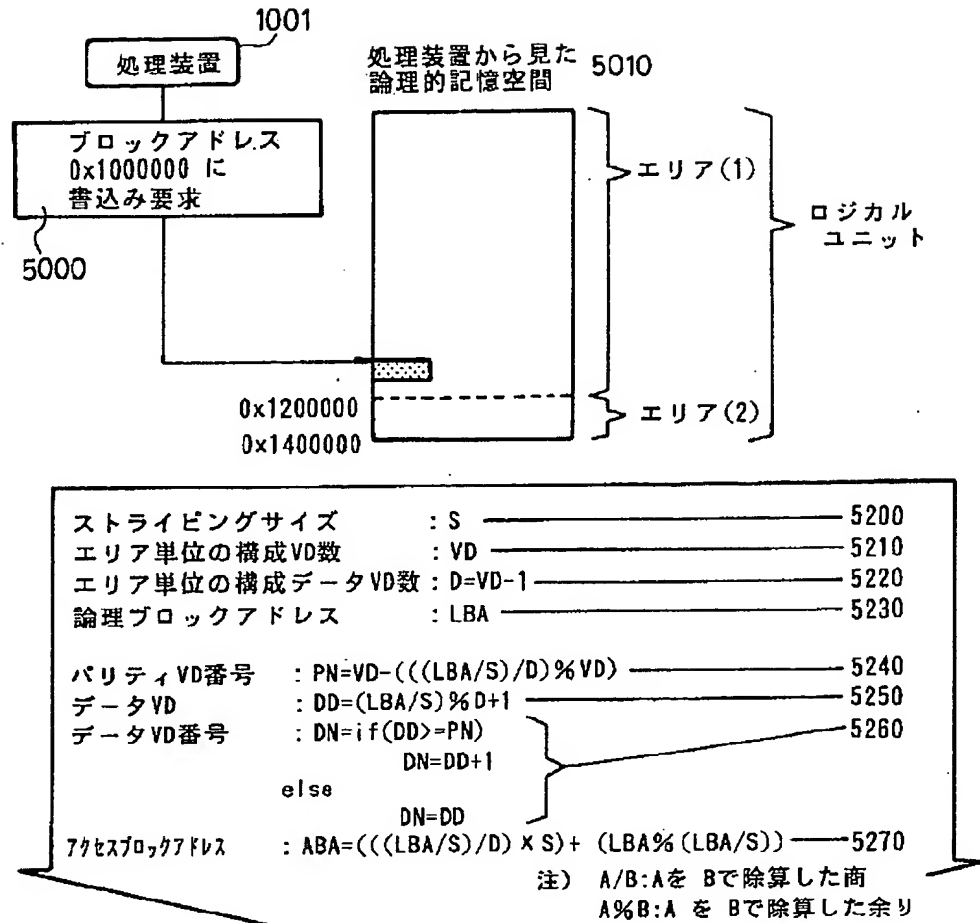 1001
処理装置
処理装置から見た
論理的記憶空間
5010
ブロックアドレス
0x1000000 に
書込み要求
5000
エリア(1)
ロジカル
ユニット
0x1200000
エリア(2)
0x1400000
ストライピングサイズ : S 5200
エリア単位の構成VD数 : VD 5210
エリア単位の構成データVD数 : D=VD-1 5220
論理ブロックアドレス : LBA 5230
パリティVD番号 : PN=VD-(((LBA/S)/D)%VD) 5240
データVD : DD=(LBA/S)%D+1 5250
データVD番号 : DN=if(DD>=PN) 5260
DN=DD+1
else
DN=DD
アクセスブロックアドレス : ABA=(((LBA/S)/D)×S)+ (LBA%(LBA/S)) 5270
注) A/B:Aを Bで除算した商
A%B:A を Bで除算した余り